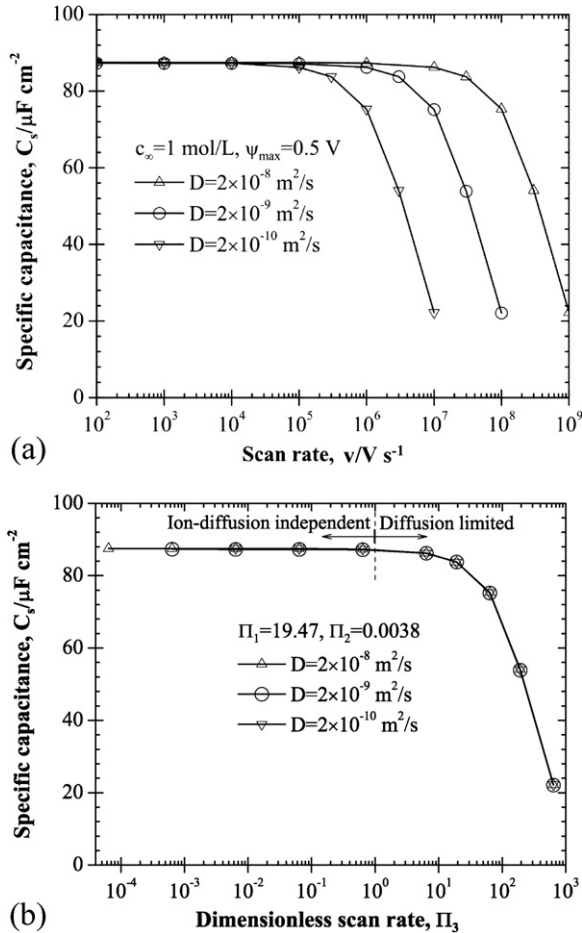 100
80
60
40
20
0
Specific capacitance, Cₛ/μF cm⁻²
c∞=1 mol/L, ψmax=0.5 V
D=2×10⁻⁸ m²/s
D=2×10⁻⁹ m²/s
D=2×10⁻¹⁰ m²/s
10² 10³ 10⁴ 10⁵ 10⁶ 10⁷ 10⁸ 10⁹
Scan rate, v/V s⁻¹
(a)
100
80
60
40
20
0
Specific capacitance, Cₛ/μF cm⁻²
Ion-diffusion independent Diffusion limited
Π₁=19.47, Π₂=0.0038
D=2×10⁻⁸ m²/s
D=2×10⁻⁹ m²/s
D=2×10⁻¹⁰ m²/s
10⁻⁴ 10⁻³ 10⁻² 10⁻¹ 10⁰ 10¹ 10² 10³
Dimensionless scan rate, Π₃
(b)